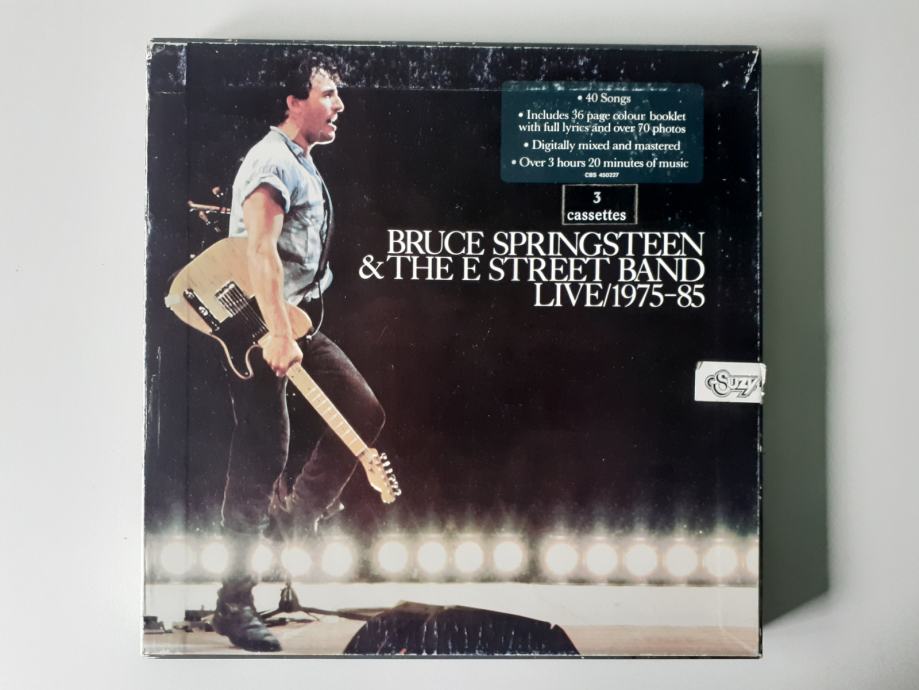 • 40 Songs
• Includes 36 page colour booklet
with full lyrics and over 70 photos
• Digitally mixed and mastered
• Over 3 hours 20 minutes of music
CBS 450227
3
cassettes
BRUCE SPRINGSTEEN
& THE E STREET BAND
LIVE/1975–85
SUZY